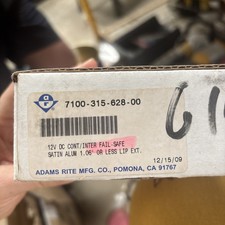 7100-315-628-00
12V DC CONT/INTER FAIL-SAFE
SATIN ALUM 1.06" OR LESS LIP EXT.
12/15/09
ADAMS RITE MFG. CO., POMONA, CA 91767